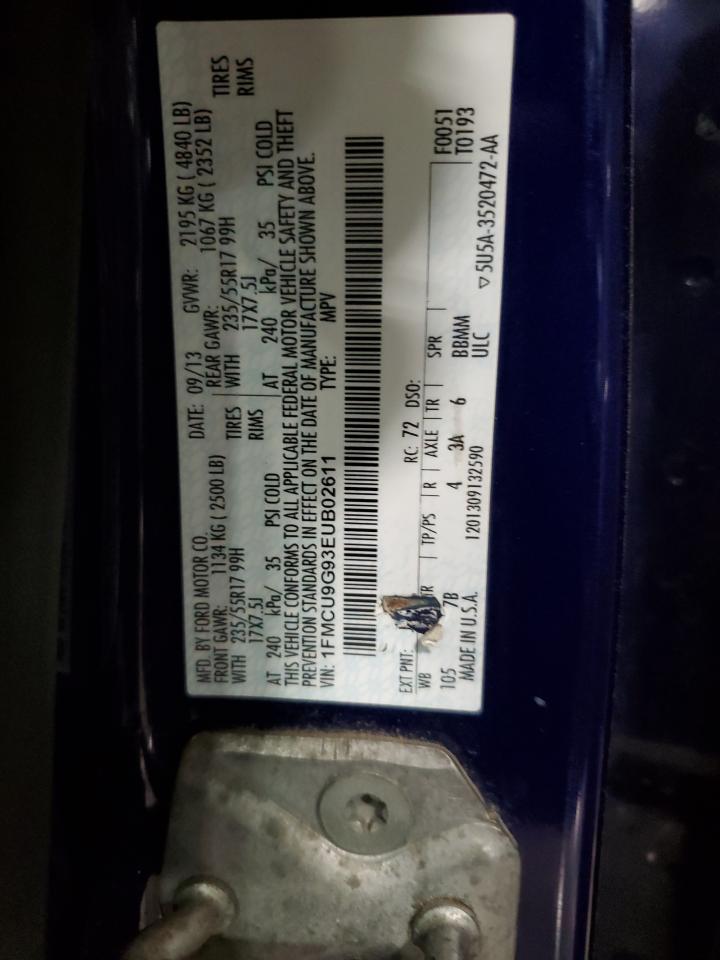 MFD. BY FORD MOTOR CO.
DATE: 09/13 GVWR: 2195 KG ( 4840 LB)
FRONT GAWR: 1134 KG ( 2500 LB) REAR GAWR: 1067 KG ( 2352 LB)
WITH 235/55R17 99H TIRES WITH 235/55R17 99H TIRES
17X7.5J RIMS 17X7.5J RIMS
AT 240 kPa/ 35 PSI COLD AT 240 kPa/ 35 PSI COLD
THIS VEHICLE CONFORMS TO ALL APPLICABLE FEDERAL MOTOR VEHICLE SAFETY AND THEFT
PREVENTION STANDARDS IN EFFECT ON THE DATE OF MANUFACTURE SHOWN ABOVE.
VIN: 1FMCU9G93EUB02611 TYPE: MPV
EXT PNT: RC: 72 DSO: F0051
WB TP/PS R AXLE TR SPR T0193
105 7B 4 3A 6 BBMM
MADE IN U.S.A. 1201309132590 ULC ▽5U5A-3520472-AA